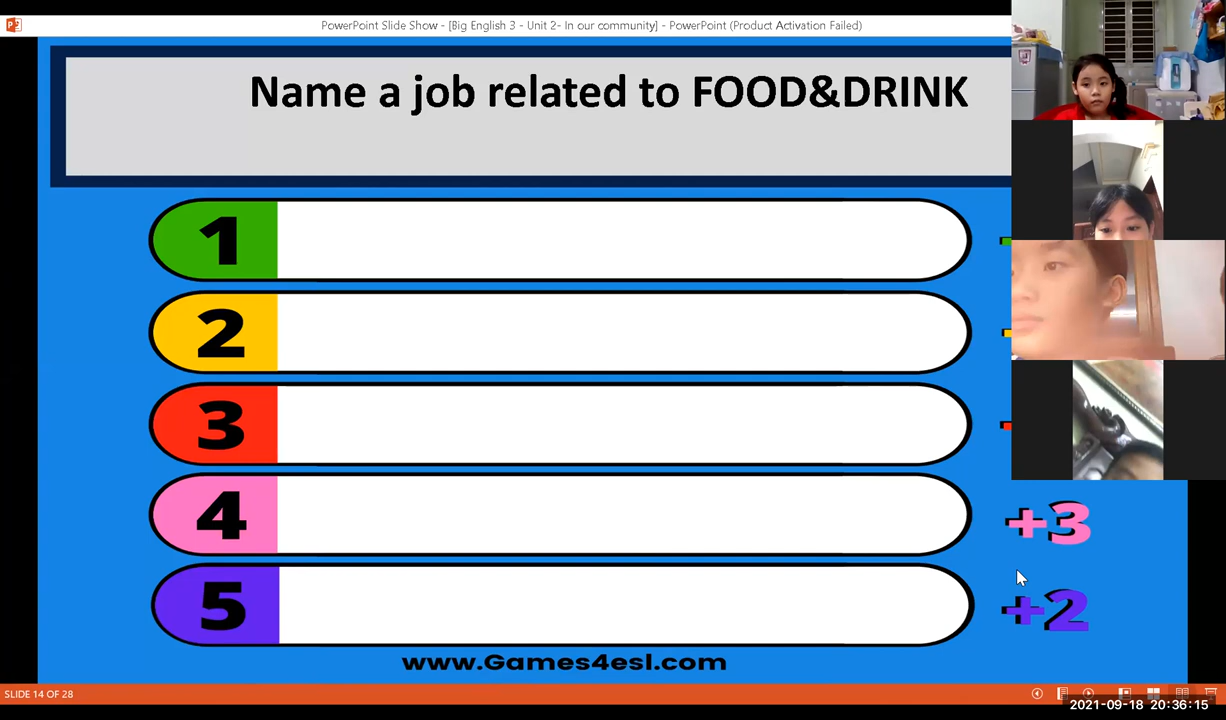 PowerPoint Slide Show - [Big English 3 - Unit 2- In our community] - PowerPoint (Product Activation Failed)
Name a job related to FOOD&DRINK
1
2
3
4
+3
5
+2
www.Games4esl.com
SLIDE 14 OF 28
2021-09-18 20:36:15